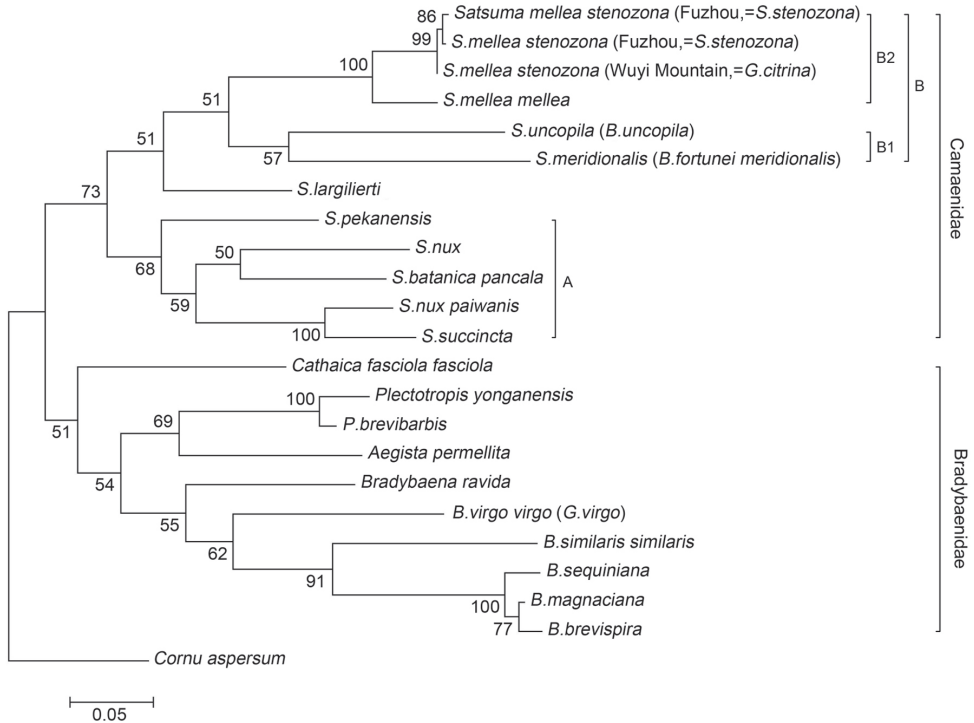 86 Satsuma mellea stenozona (Fuzhou,=S.stenozona)
99 S.mellea stenozona (Fuzhou,=S.stenozona)
100 S.mellea stenozona (Wuyi Mountain,=G.citrina)
B2
B
51 S.mellea mellea
51 S.uncopila (B.uncopila)
B1
57 S.meridionalis (B.fortunei meridionalis)
73 S.largilierti
Camaenidae
S.pekanensis
50 S.nux
68 S.batanica pancala
A
59 S.nux paiwanis
100 S.succincta
Cathaica fasciola fasciola
100 Plectotropis yonganensis
69 P.brevibarbis
51 Aegista permellita
54 Bradybaena ravida
Bradybaenidae
55 B.virgo virgo (G.virgo)
62 B.similaris similaris
91 B.sequiniana
100 B.magnaciana
77 B.brevispira
Cornu aspersum
0.05